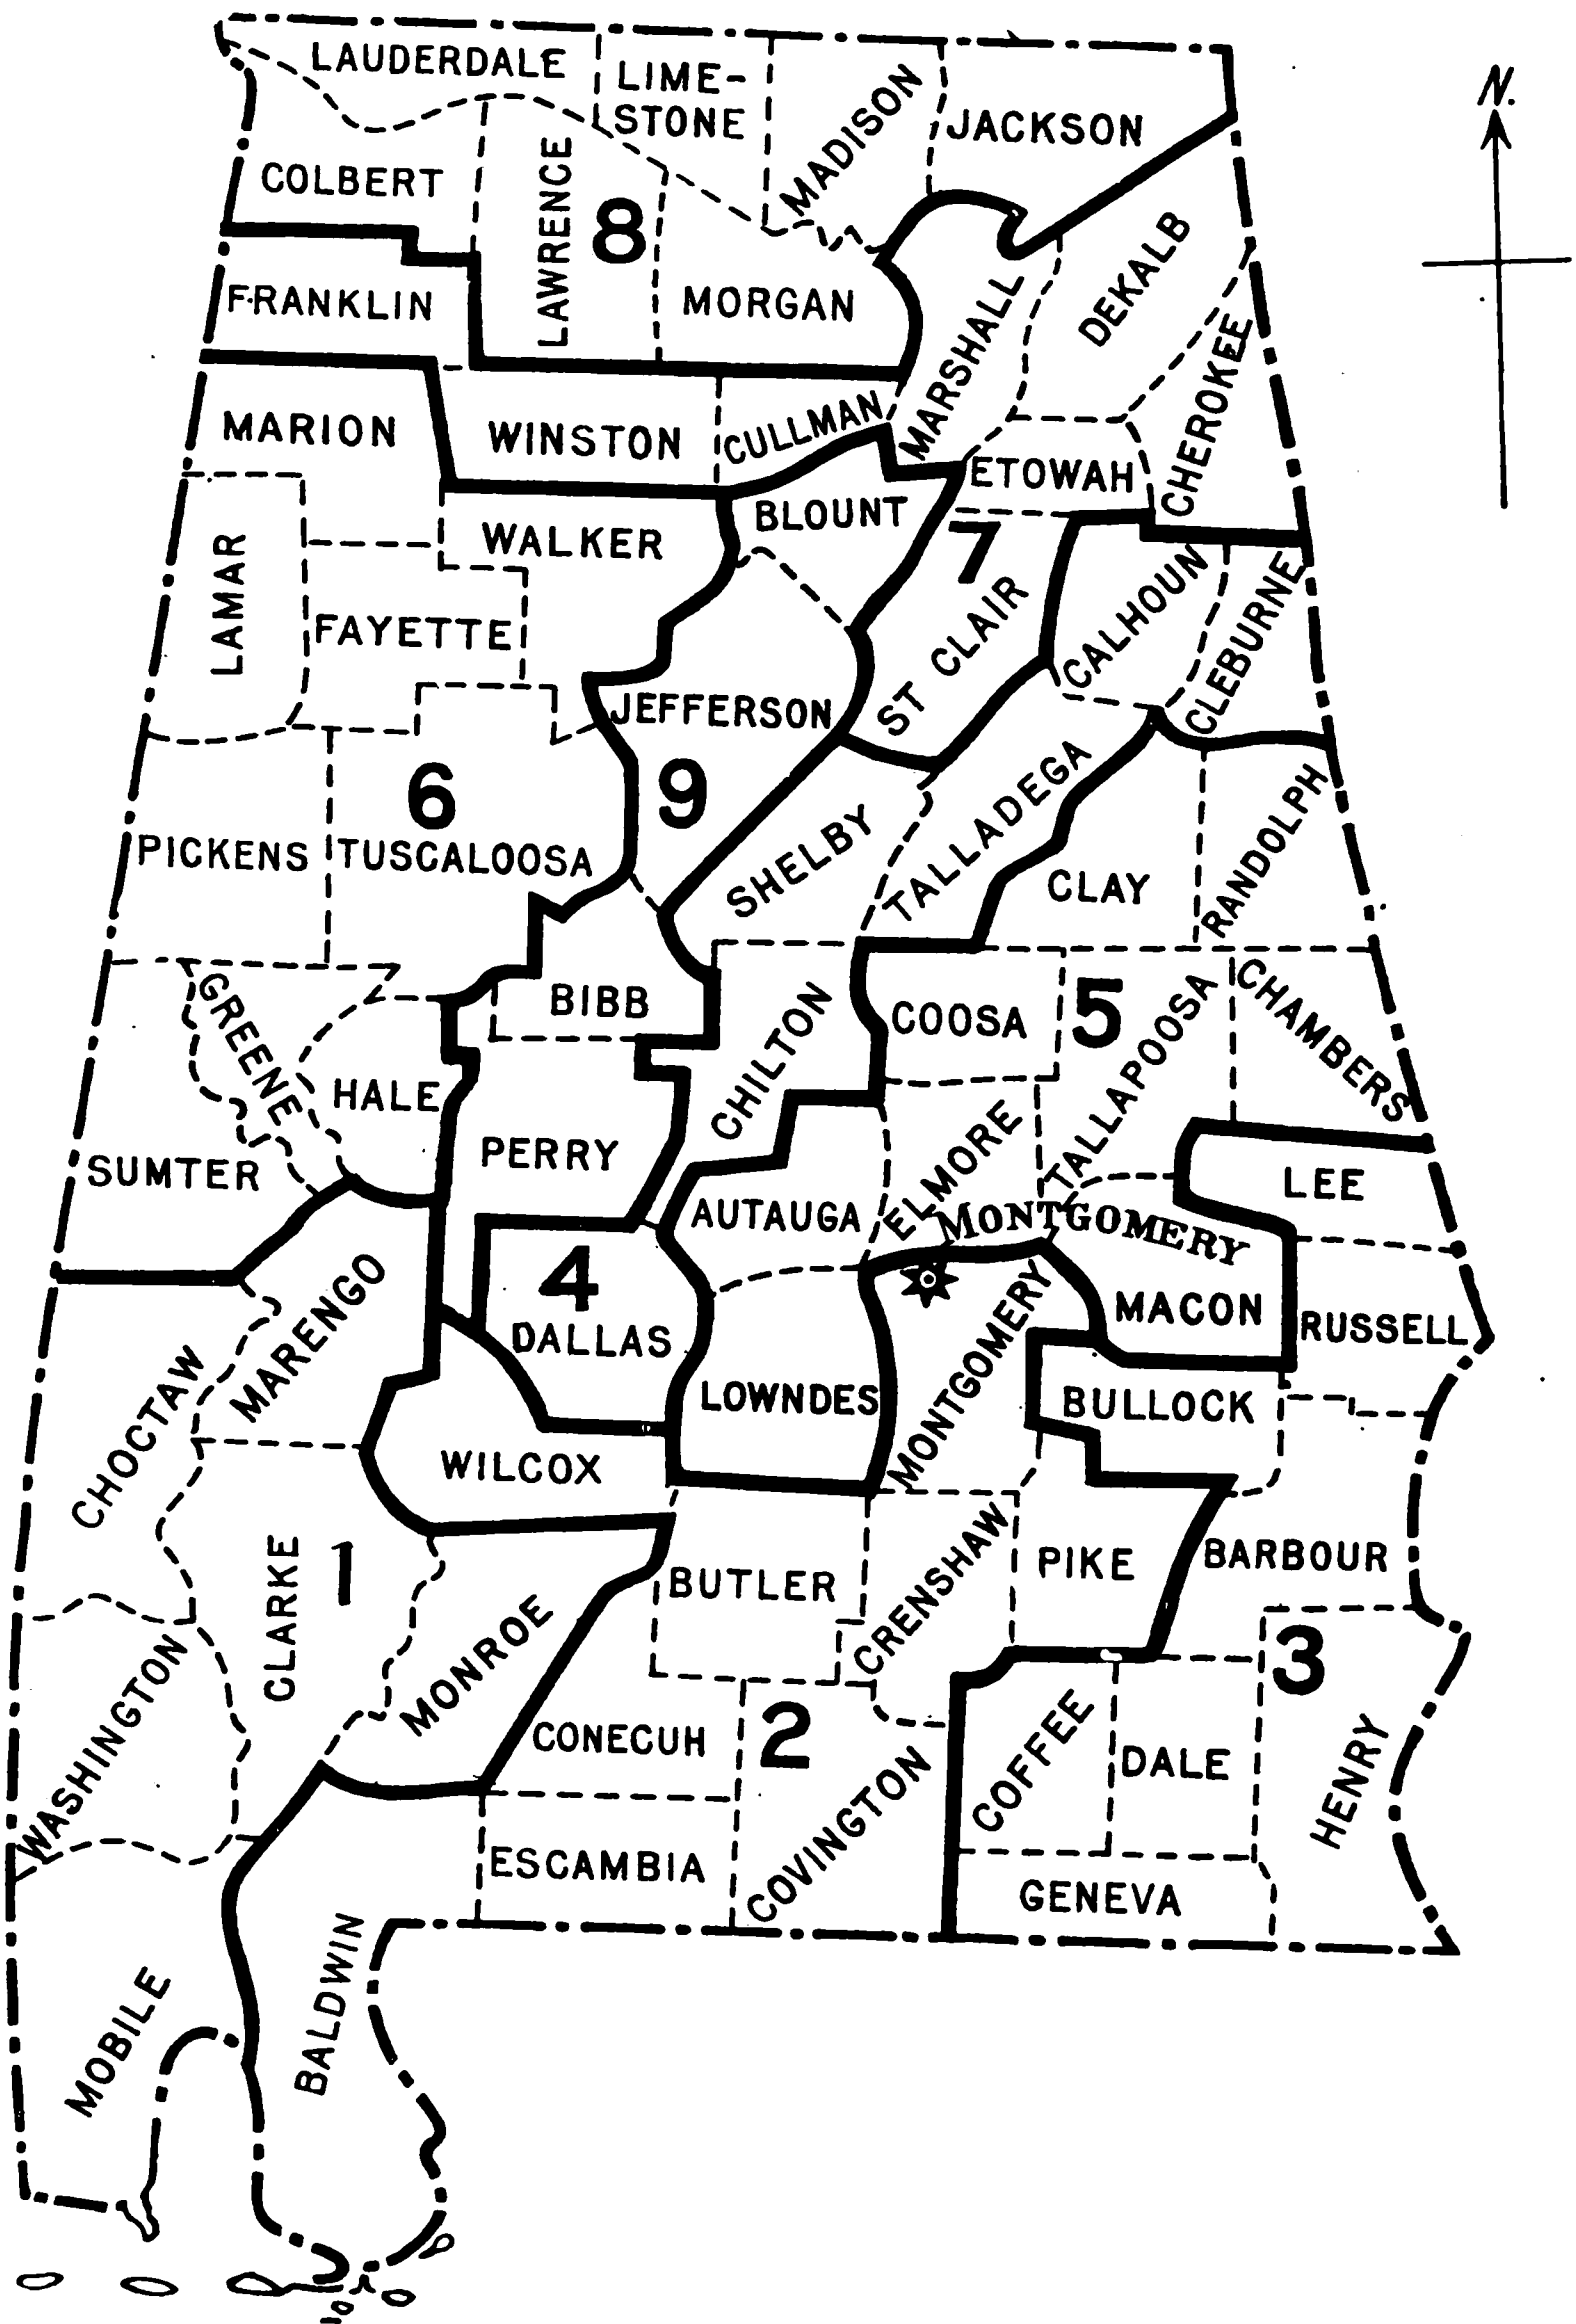 LAUDERDALE
LIME-
STONE
MADISON
JACKSON
N.
COLBERT
LAWRENCE
8
FRANKLIN
MORGAN
MARSHALL
DEKALB
CHEROKEE
MARION
WINSTON
CULLMAN
ETOWAH
LAMAR
WALKER
BLOUNT
7
FAYETTE
ST CLAIR
CALHOUN
CLEBURNE
JEFFERSON
6
9
PICKENS
TUSCALOOSA
SHELBY
TALLADEGA
CLAY
RANDOLPH
GREENE
BIBB
CHILTON
COOSA
5
TALLAPOOSA
CHAMBERS
HALE
SUMTER
PERRY
AUTAUGA
ELMORE
MONTGOMERY
LEE
MARENGO
4
DALLAS
MACON
RUSSELL
CHOCTAW
LOWNDES
MONTGOMERY
BULLOCK
WILCOX
CLARKE
1
BUTLER
CRENSHAW
PIKE
BARBOUR
WASHINGTON
MONROE
CONECUH
2
3
COFFEE
DALE
HENRY
ESCAMBIA
COVINGTON
GENEVA
MOBILE
BALDWIN